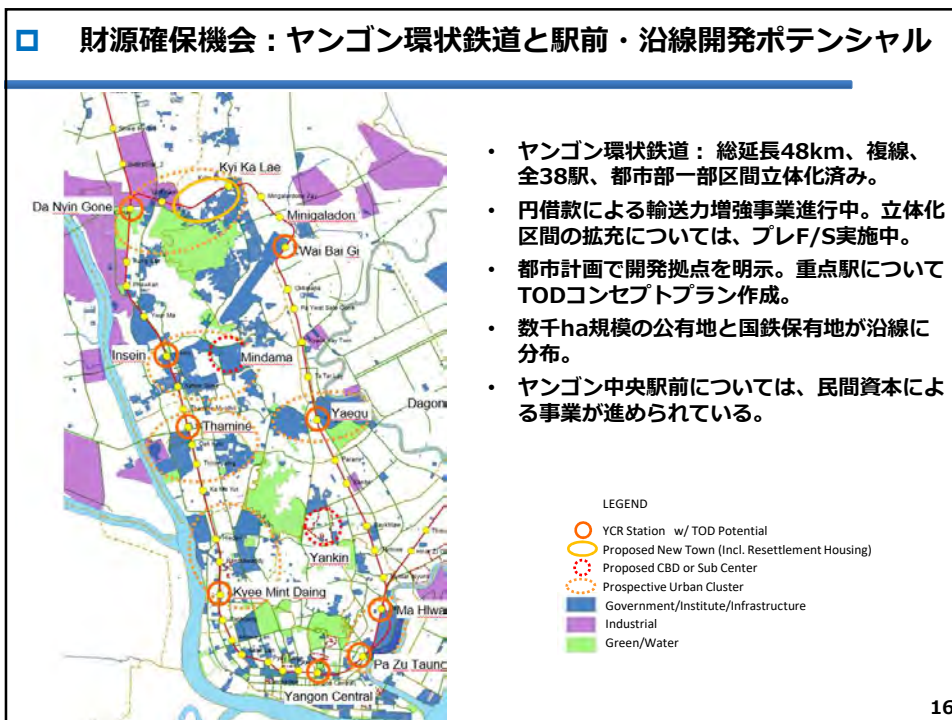 財源確保機会：ヤンゴン環状鉄道と駅前・沿線開発ポテンシャル
Kyi Ka Lae
Da Nyin Gone
Minigaladon
Wai Bai Gi
Insein
Mindama
Yaegu
Dagon
Thamine
Yankin
Kyee Mint Daing
Ma Hlwa
Pa Zu Taung
Yangon Central
・ ヤンゴン環状鉄道： 総延長48km、複線、
全38駅、都市部一部区間立体化済み。
・ 円借款による輸送力増強事業進行中。立体化
区間の拡充については、プレF/S実施中。
・ 都市計画で開発拠点を明示。重点駅について
TODコンセプトプラン作成。
・ 数千ha規模の公有地と国鉄保有地が沿線に
分布。
・ ヤンゴン中央駅前については、民間資本によ
る事業が進められている。
LEGEND
YCR Station w/ TOD Potential
Proposed New Town (Incl. Resettlement Housing)
Proposed CBD or Sub Center
Prospective Urban Cluster
Government/Institute/Infrastructure
Industrial
Green/Water
16